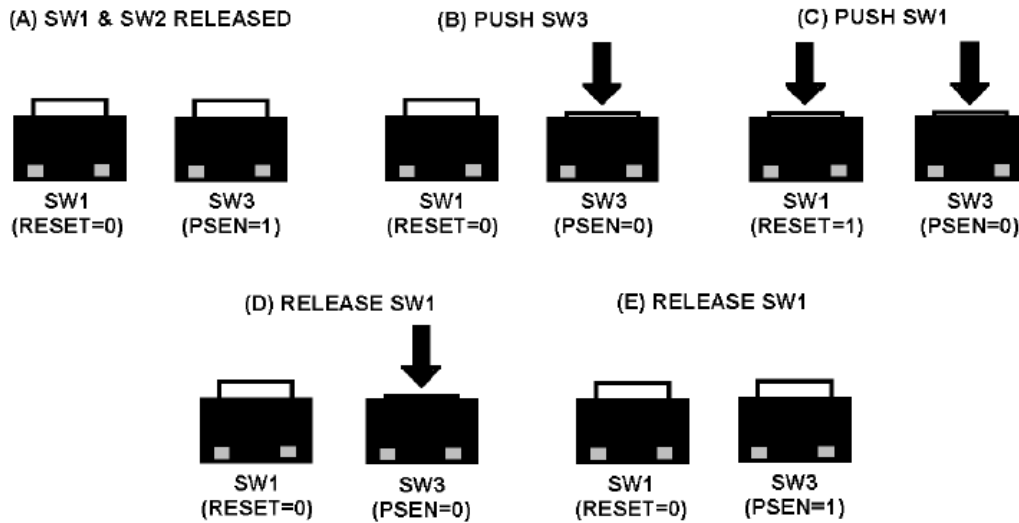 (A) SW1 & SW2 RELEASED
(B) PUSH SW3
(C) PUSH SW1
SW1
(RESET=0)
SW3
(PSEN=1)
SW1
(RESET=0)
SW3
(PSEN=0)
SW1
(RESET=1)
SW3
(PSEN=0)
(D) RELEASE SW1
(E) RELEASE SW1
SW1
(RESET=0)
SW3
(PSEN=0)
SW1
(RESET=0)
SW3
(PSEN=1)